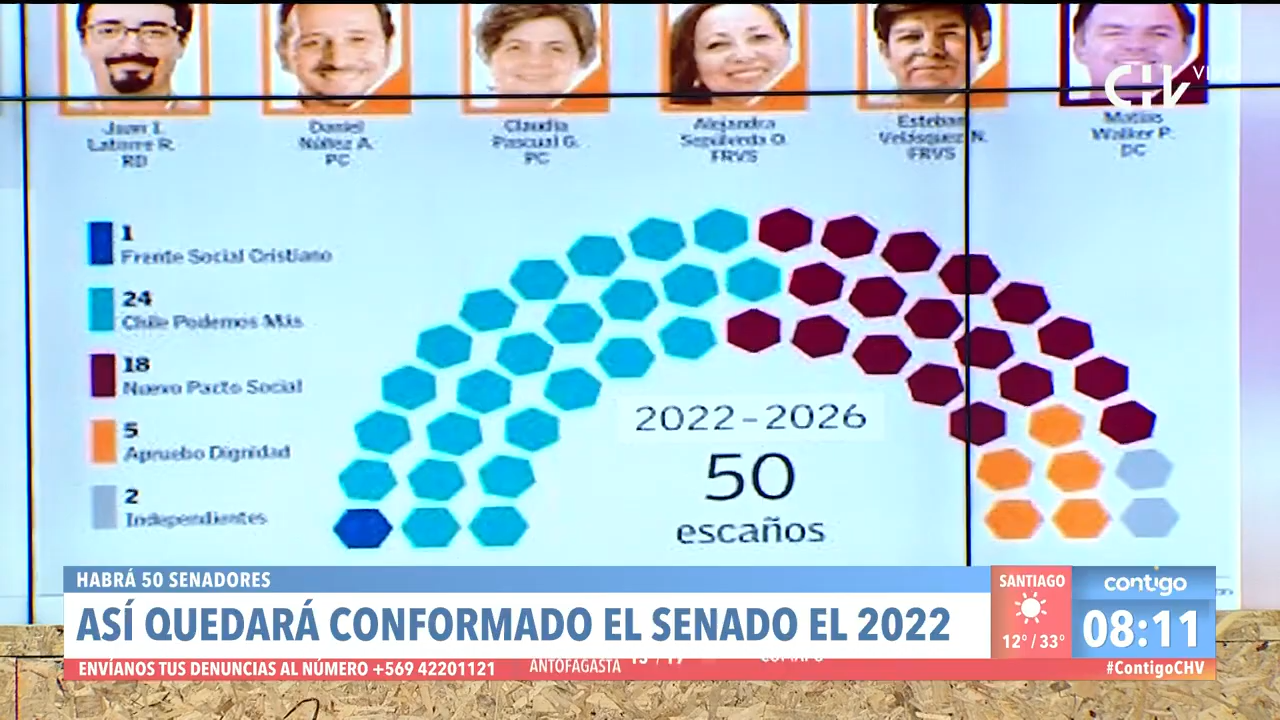 CHV
VIVO
Juan I.
Latorre R.
RD
Daniel
Núñez A.
PC
Claudia
Pascual G.
PC
Alejandra
Sepúlveda O.
FRVS
Esteban
Velásquez N.
FRVS
Matías
Walker P.
DC
1
Frente Social Cristiano
24
Chile Podemos Más
18
Nuevo Pacto Social
5
Apruebo Dignidad
2
Independientes
2022-2026
50
escaños
HABRÁ 50 SENADORES
ASÍ QUEDARÁ CONFORMADO EL SENADO EL 2022
SANTIAGO
12° / 33°
contigo
08:11
ENVÍANOS TUS DENUNCIAS AL NÚMERO +569 42201121
ANTOFAGASTA
#ContigoCHV